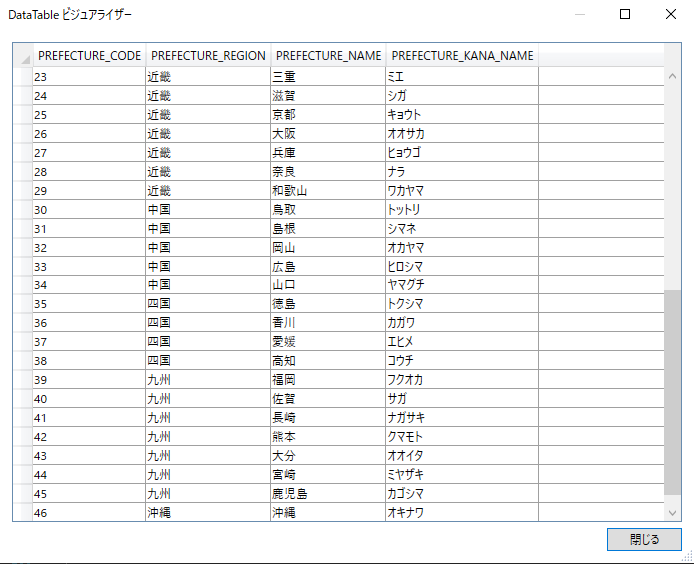 DataTable ビジュアライザー
PREFECTURE_CODE PREFECTURE_REGION PREFECTURE_NAME PREFECTURE_KANA_NAME
23 近畿 三重 ミエ
24 近畿 滋賀 シガ
25 近畿 京都 キョウト
26 近畿 大阪 オオサカ
27 近畿 兵庫 ヒョウゴ
28 近畿 奈良 ナラ
29 近畿 和歌山 ワカヤマ
30 中国 鳥取 トットリ
31 中国 島根 シマネ
32 中国 岡山 オカヤマ
33 中国 広島 ヒロシマ
34 中国 山口 ヤマグチ
35 四国 徳島 トクシマ
36 四国 香川 カガワ
37 四国 愛媛 エヒメ
38 四国 高知 コウチ
39 九州 福岡 フクオカ
40 九州 佐賀 サガ
41 九州 長崎 ナガサキ
42 九州 熊本 クマモト
43 九州 大分 オオイタ
44 九州 宮崎 ミヤザキ
45 九州 鹿児島 カゴシマ
46 沖縄 沖縄 オキナワ
閉じる